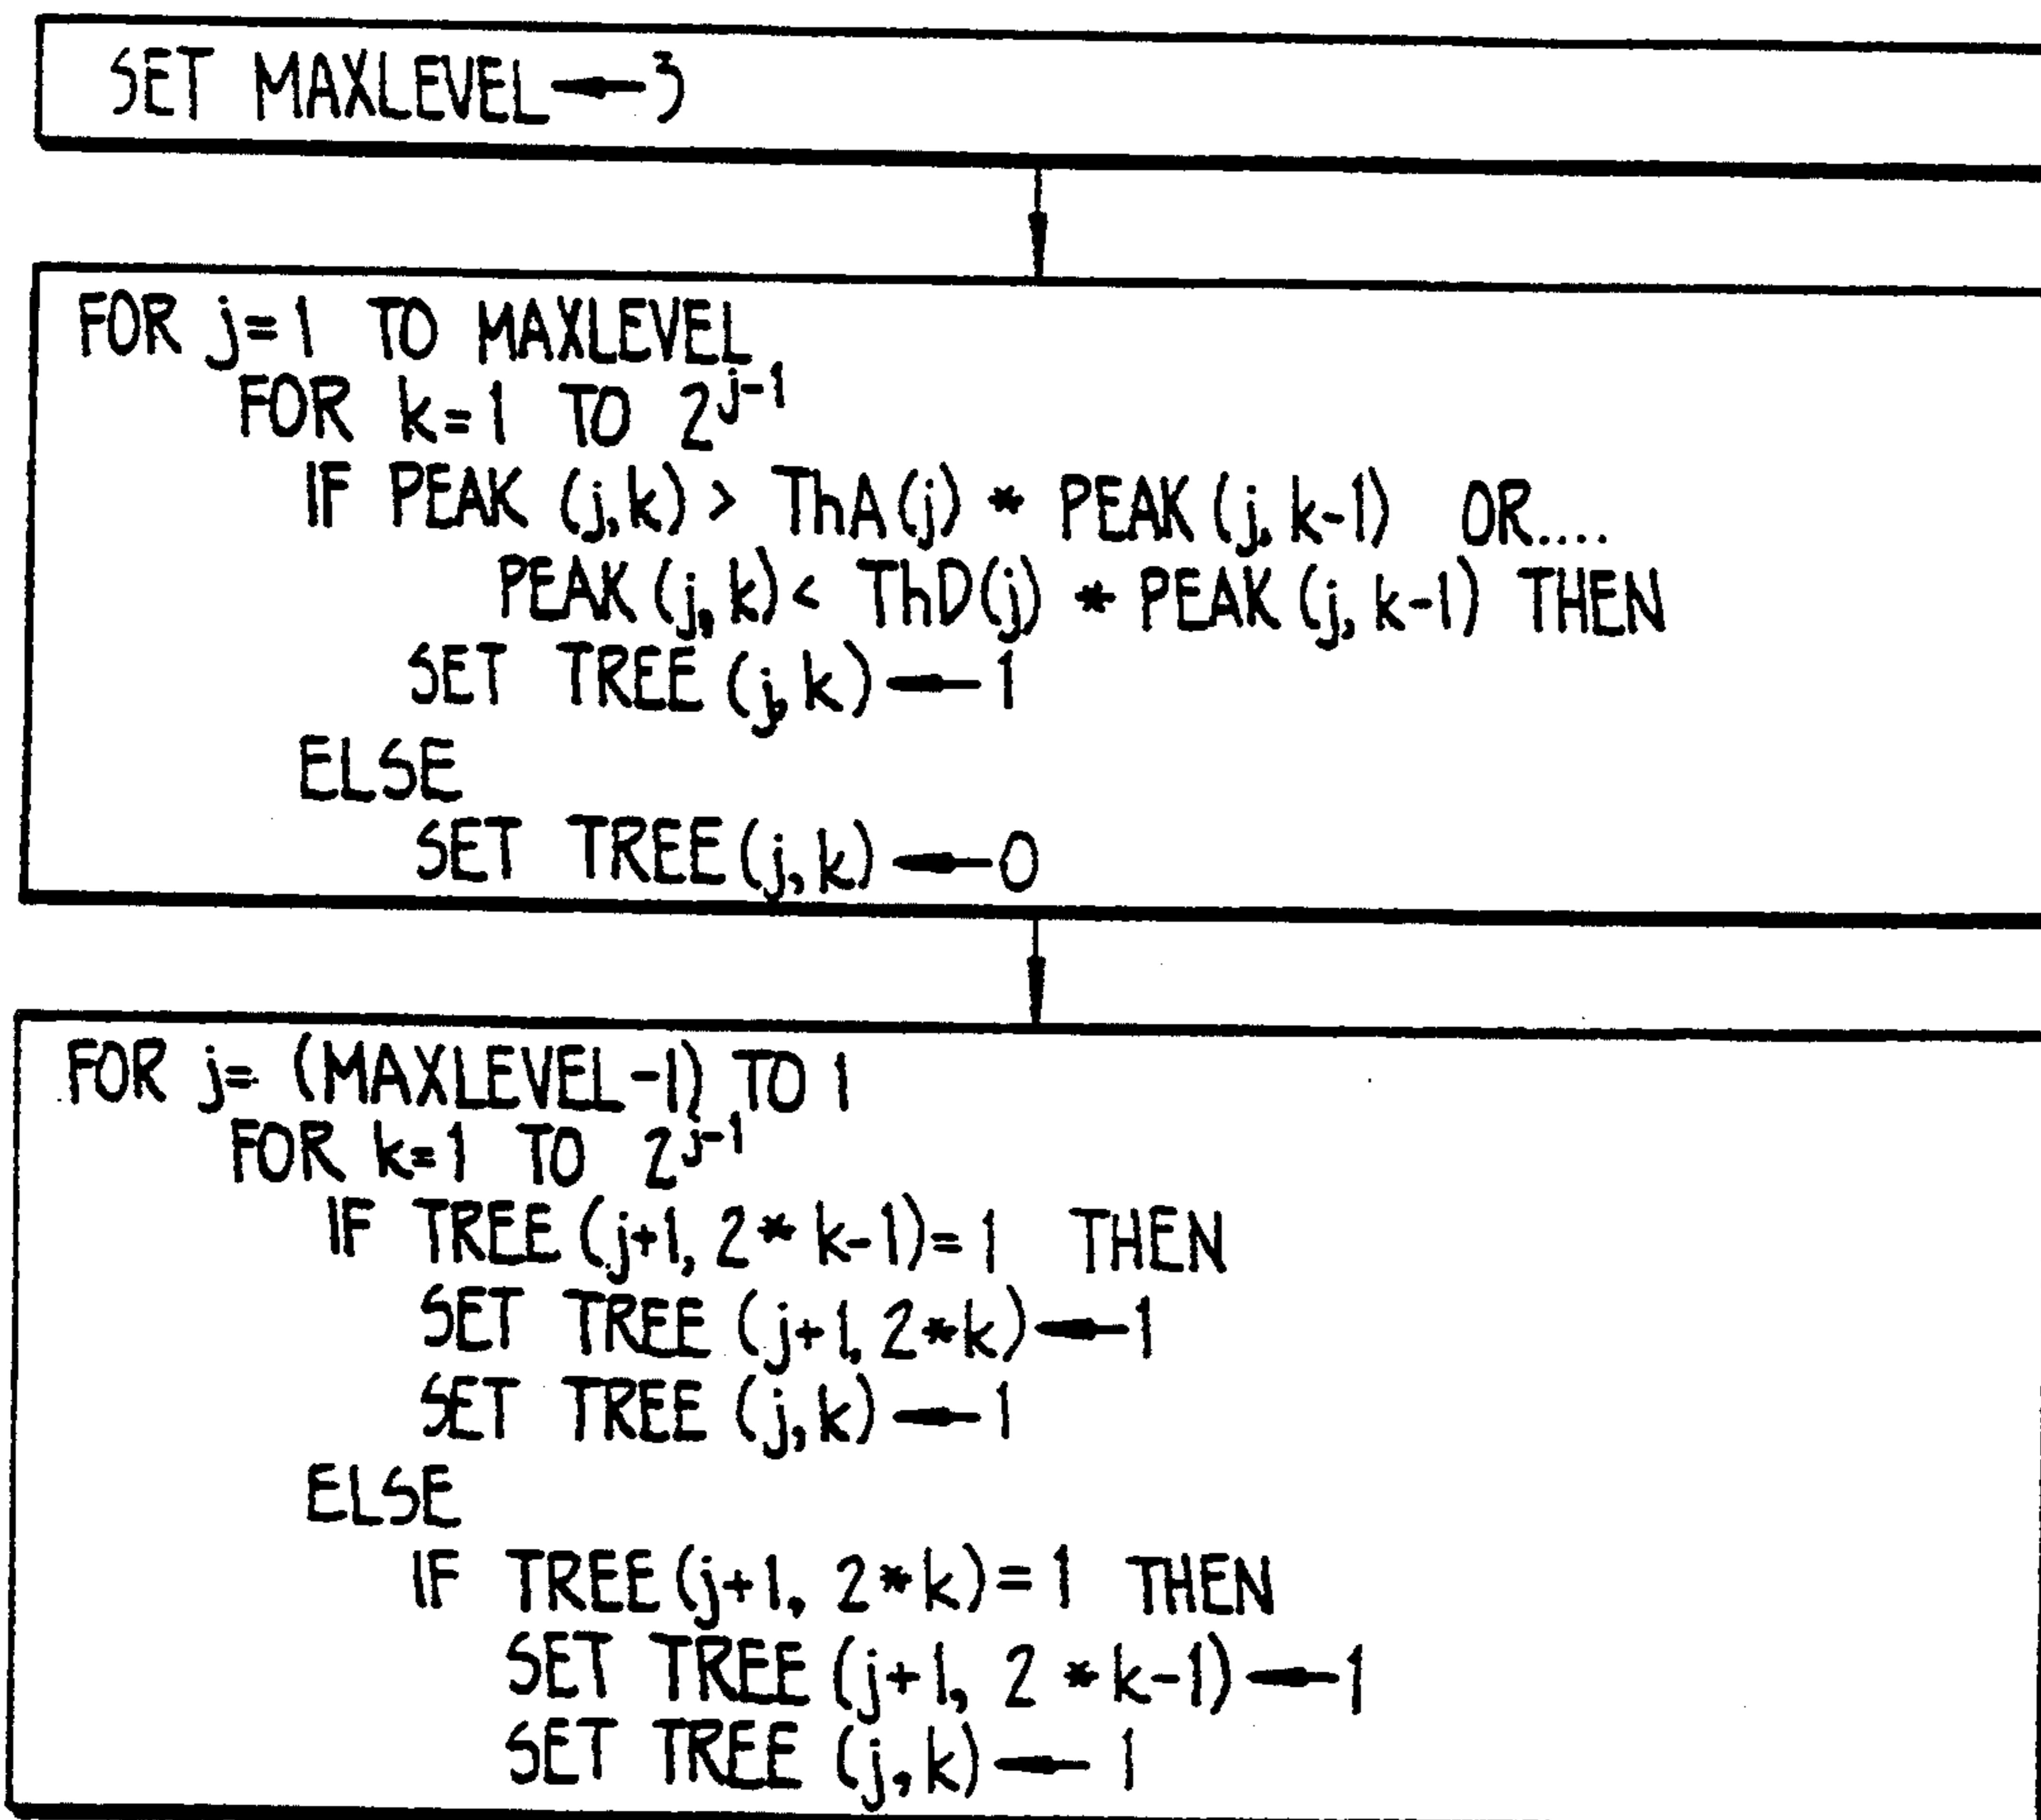 SET MAXLEVEL ← 3
FOR j=1 TO MAXLEVEL
FOR k=1 TO 2^{j-1}
IF PEAK (j,k) > ThA(j) * PEAK (j, k-1) OR....
PEAK (j,k) < ThD(j) * PEAK (j, k-1) THEN
SET TREE (j,k) ← 1
ELSE
SET TREE (j,k) ← 0
FOR j= (MAXLEVEL-1) TO 1
FOR k=1 TO 2^{j-1}
IF TREE (j+1, 2* k-1)=1 THEN
SET TREE (j+1, 2*k) ← 1
SET TREE (j,k) ← 1
ELSE
IF TREE (j+1, 2*k)=1 THEN
SET TREE (j+1, 2 *k-1) ← 1
SET TREE (j,k) ← 1